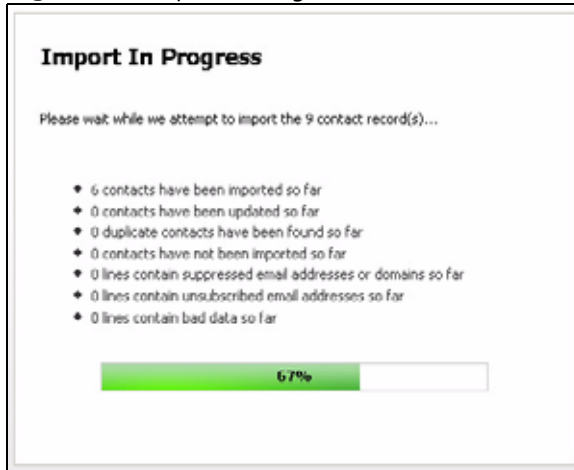 Import In Progress
Please wait while we attempt to import the 9 contact record(s)...
6 contacts have been imported so far
0 contacts have been updated so far
0 duplicate contacts have been found so far
0 contacts have not been imported so far
0 lines contain suppressed email addresses or domains so far
0 lines contain unsubscribed email addresses so far
0 lines contain bad data so far
67%